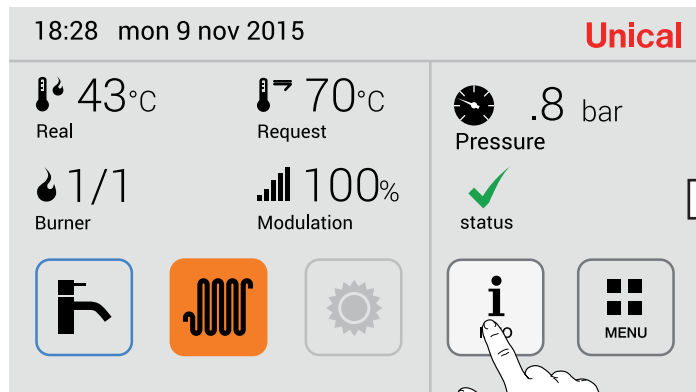 18:28 mon 9 nov 2015
Unical
43°C
Real
70°C
Request
.8 bar
Pressure
1/1
Burner
100%
Modulation
status
i
MENU